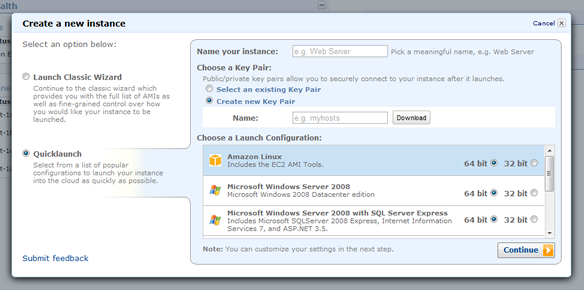 ealth
Create a new instance
Cancel
Select an option below:
Launch Classic Wizard
Continue to the classic wizard which
provides you with the full list of AMIs as
well as fine-grained control over how
you would like your instance to be
launched.
Quicklaunch
Select from a list of popular
configurations to launch your instance
into the cloud as quickly as possible.
Submit feedback
Name your instance: e.g. Web Server Pick a meaningful name, e.g. Web Server
Choose a Key Pair:
Public/private key pairs allow you to securely connect to your instance after it launches.
Select an existing Key Pair
Create new Key Pair
Name: e.g. myhosts Download
Choose a Launch Configuration:
Amazon Linux 64 bit 32 bit
Includes the EC2 AMI Tools.
Microsoft Windows Server 2008 64 bit 32 bit
Microsoft Windows 2008 Datacenter edition
Microsoft Windows Server 2008 with SQL Server Express 64 bit 32 bit
Includes Microsoft SQLServer 2008 Express, Internet Information
Services 7, and ASP.NET 3.5.
Note: You can customize your settings in the next step.
Continue